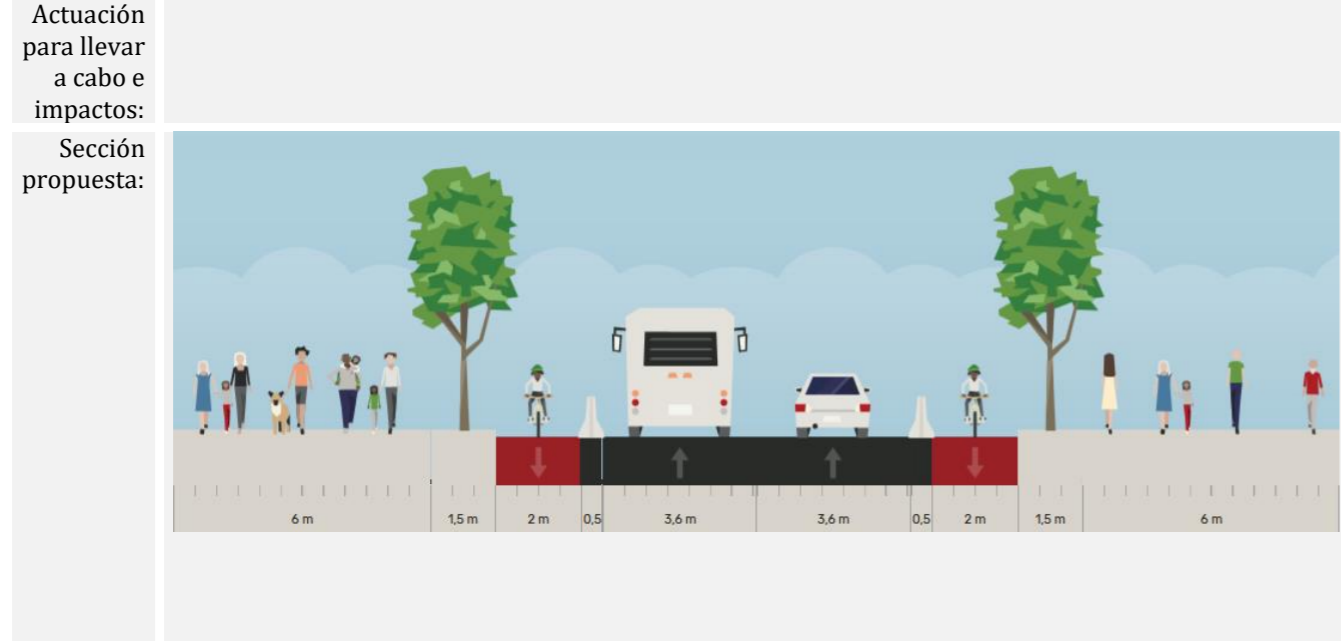 Actuación
para llevar
a cabo e
impactos:
Sección
propuesta:
6 m 1,5 m 2 m 0,5 3,6 m 3,6 m 0,5 2 m 1,5 m 6 m